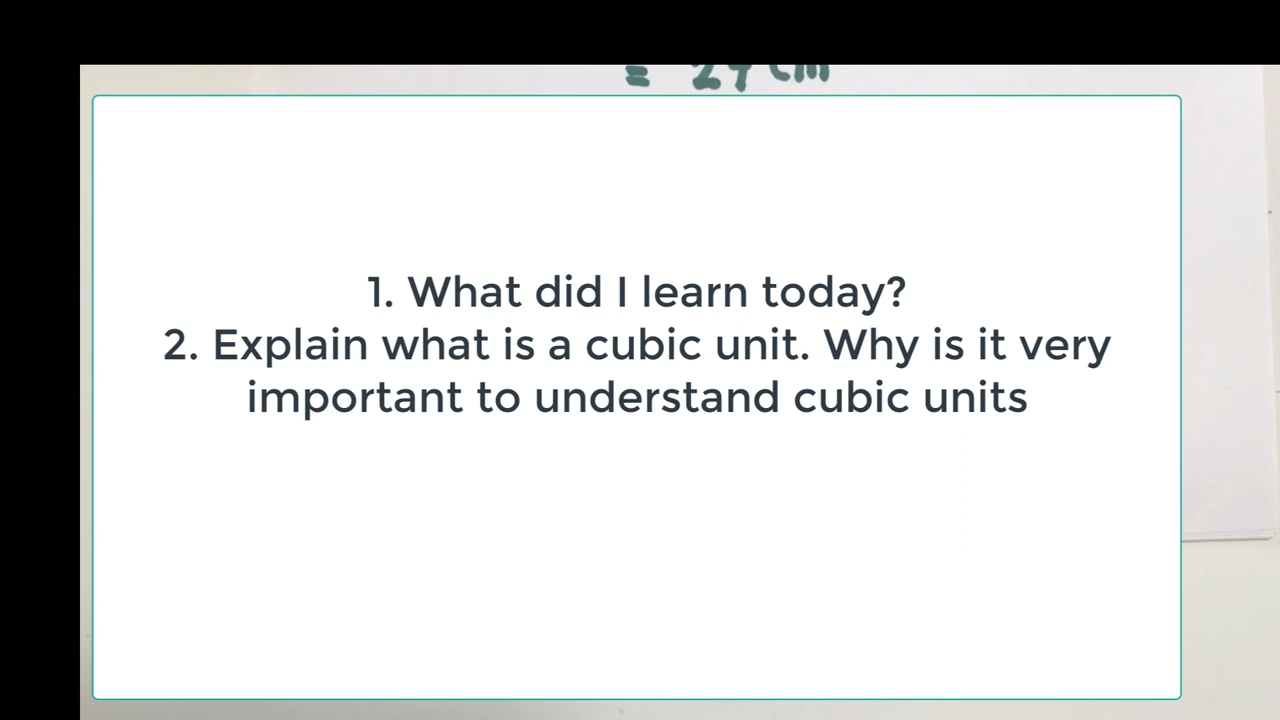 1. What did I learn today?
2. Explain what is a cubic unit. Why is it very
important to understand cubic units